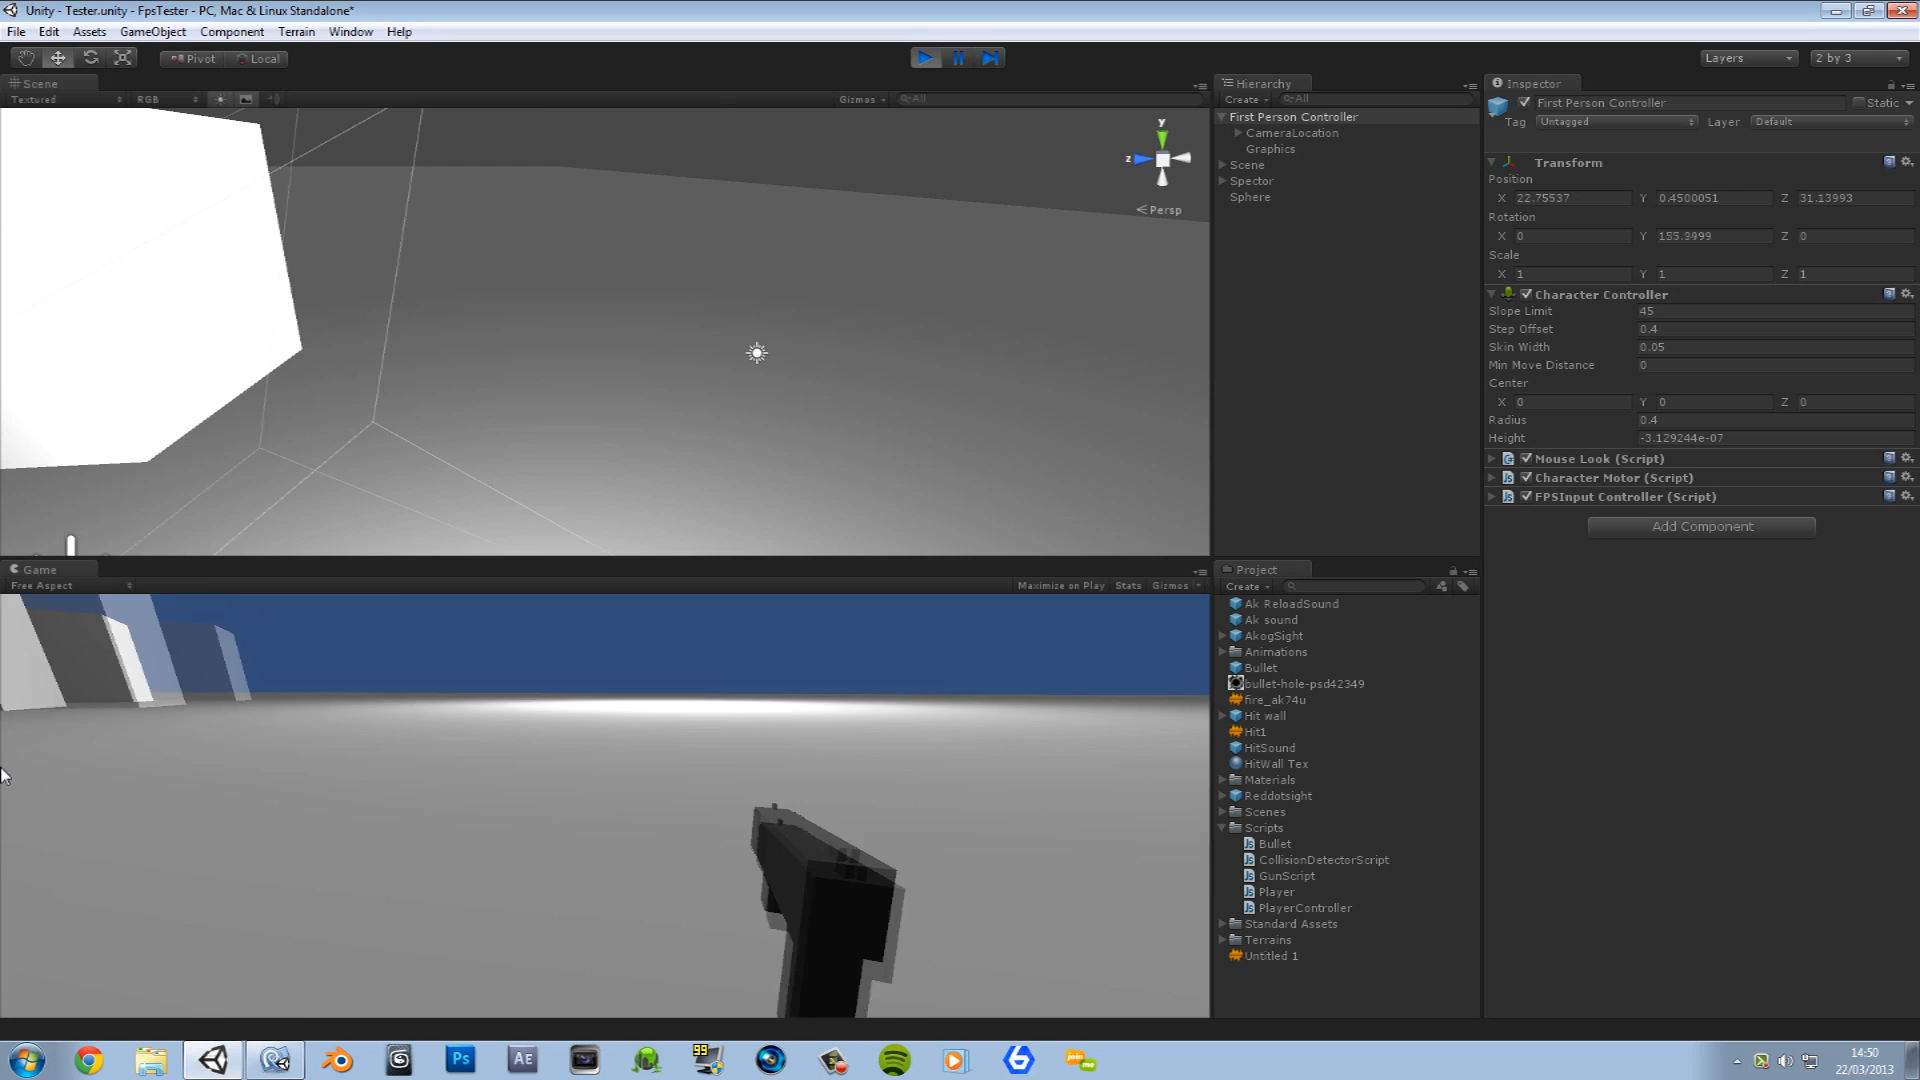 Unity - Tester.unity - FpsTester - PC, Mac & Linux Standalone*
File Edit Assets GameObject Component Terrain Window Help
Pivot Local
Layers 2 by 3
Scene
Textured RGB Gizmos All
y
z
Persp
Hierarchy
Create All
First Person Controller
CameraLocation
Graphics
Scene
Spector
Sphere
Inspector
First Person Controller Static
Tag Untagged Layer Default
Transform
Position
X 22.75537 Y 0.4500051 Z 31.13993
Rotation
X 0 Y 155.9999 Z 0
Scale
X 1 Y 1 Z 1
Character Controller
Slope Limit 45
Step Offset 0.4
Skin Width 0.05
Min Move Distance 0
Center
X 0 Y 0 Z 0
Radius 0.4
Height -3.129244e-07
Mouse Look (Script)
Character Motor (Script)
FPSInput Controller (Script)
Add Component
Game
Free Aspect Maximize on Play Stats Gizmos
Project
Create
Ak ReloadSound
Ak sound
AkogSight
Animations
Bullet
bullet-hole-psd42349
fire_ak74u
Hit wall
Hit1
HitSound
HitWall Tex
Materials
Reddotsight
Scenes
Scripts
Bullet
CollisionDetectorScript
GunScript
Player
PlayerController
Standard Assets
Terrains
Untitled 1
Ps AE 99
join me
14:50
22/03/2013